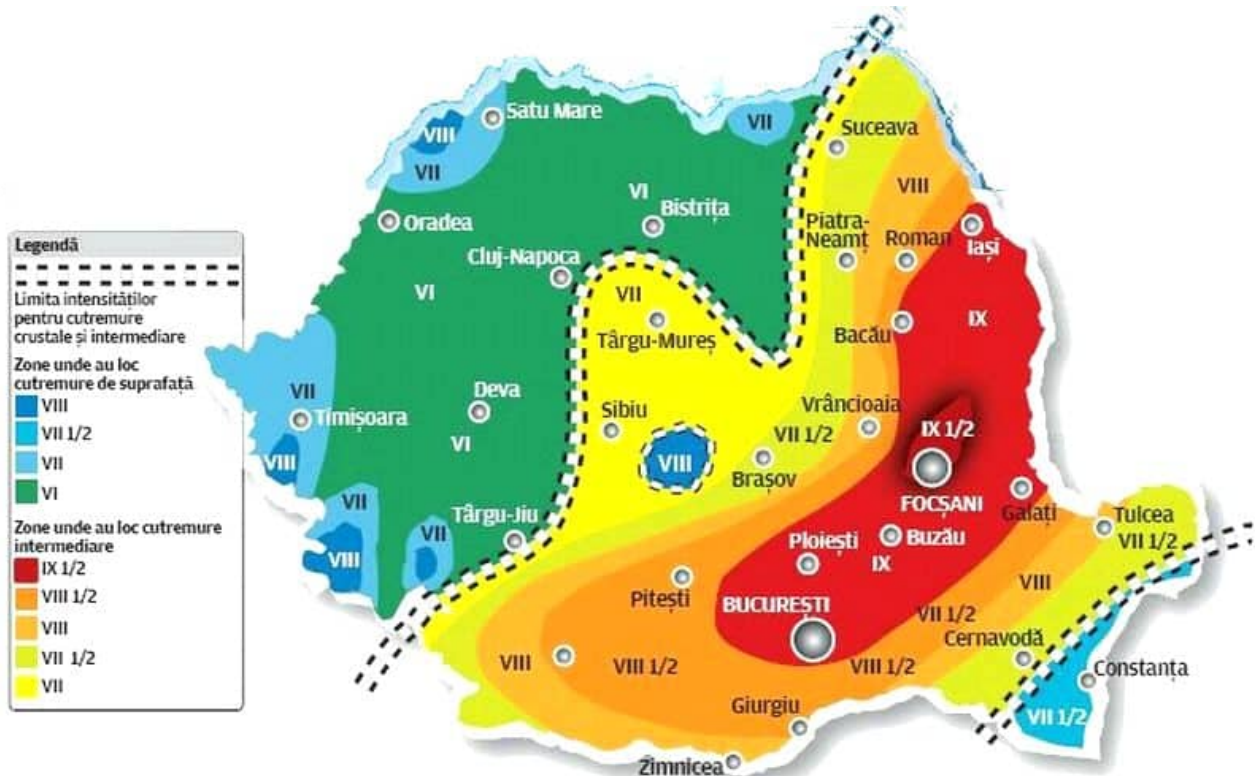 VIII
Satu Mare
VII
VII
Suceava
VI
VIII
Oradea
Bistrița
Piatra-
Neamț
Roman
Iași
Legendă
Cluj-Napoca
Limita intensităților
pentru cutremure
crustale și intermediare
VI
VII
Târgu-Mureș
IX
Bacău
Zone unde au loc
cutremure de suprafață
VIII
VII 1/2
VII
VI
VII
Timișoara
VIII
Deva
VI
Sibiu
VIII
VII 1/2
Brașov
Vrâncioaia
IX 1/2
FOCȘANI
Galați
Tulcea
VII 1/2
Zone unde au loc cutremure
intermediare
IX 1/2
VIII 1/2
VIII
VII 1/2
VII
VII
VIII
VII
Târgu-Jiu
Ploiești
Buzău
IX
Pitești
BUCUREȘTI
VIII
VII 1/2
Cernavodă
VIII
VIII 1/2
VIII 1/2
Constanța
Giurgiu
VII 1/2
Zimnicea